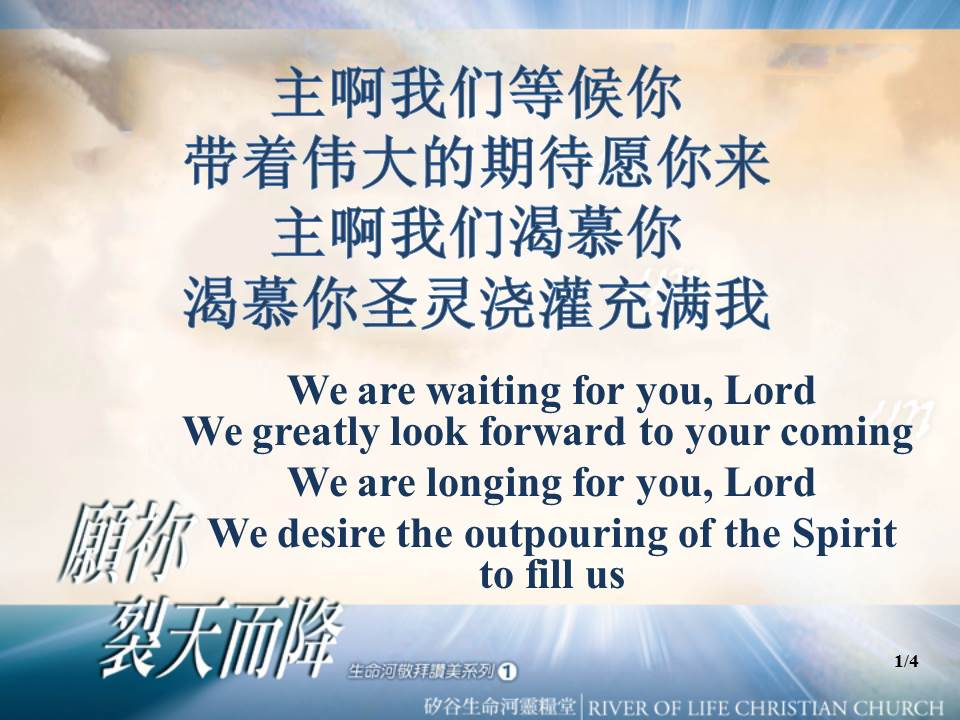 主啊我们等候你
带着伟大的期待愿你来
主啊我们渴慕你
渴慕你圣灵浇灌充满我
We are waiting for you, Lord
We greatly look forward to your coming
We are longing for you, Lord
We desire the outpouring of the Spirit
to fill us
願祢
裂天而降
生命河敬拜讚美系列 1
1/4
矽谷生命河靈糧堂 | RIVER OF LIFE CHRISTIAN CHURCH